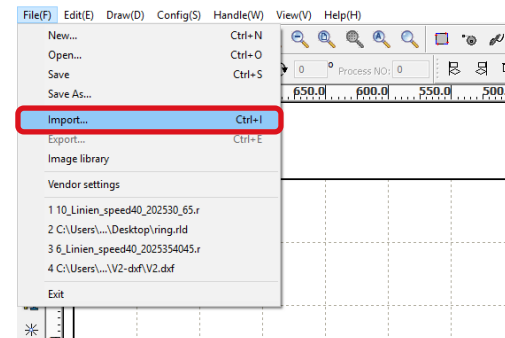 File(F) Edit(E) Draw(D) Config(S) Handle(W) View(V) Help(H)
New... Ctrl+N
Open... Ctrl+O
Save Ctrl+S
Save As...
Import... Ctrl+I
Export... Ctrl+E
Image library
Vendor settings
1 10_Linien_speed40_202530_65.r
2 C:\Users\...\Desktop\ring.rld
3 6_Linien_speed40_2025354045.r
4 C:\Users\...\V2-dxf\V2.dxf
Exit
0 ° Process NO: 0
650.0 600.0 550.0 500